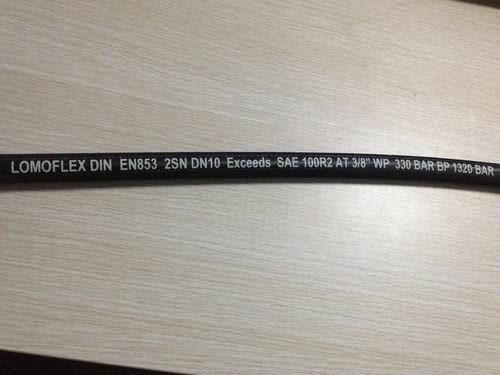 LOMOFLEX DIN EN853 2SN DN10 Exceeds SAE 100R2 AT 3/8" WP 330 BAR BP 1320 BAR